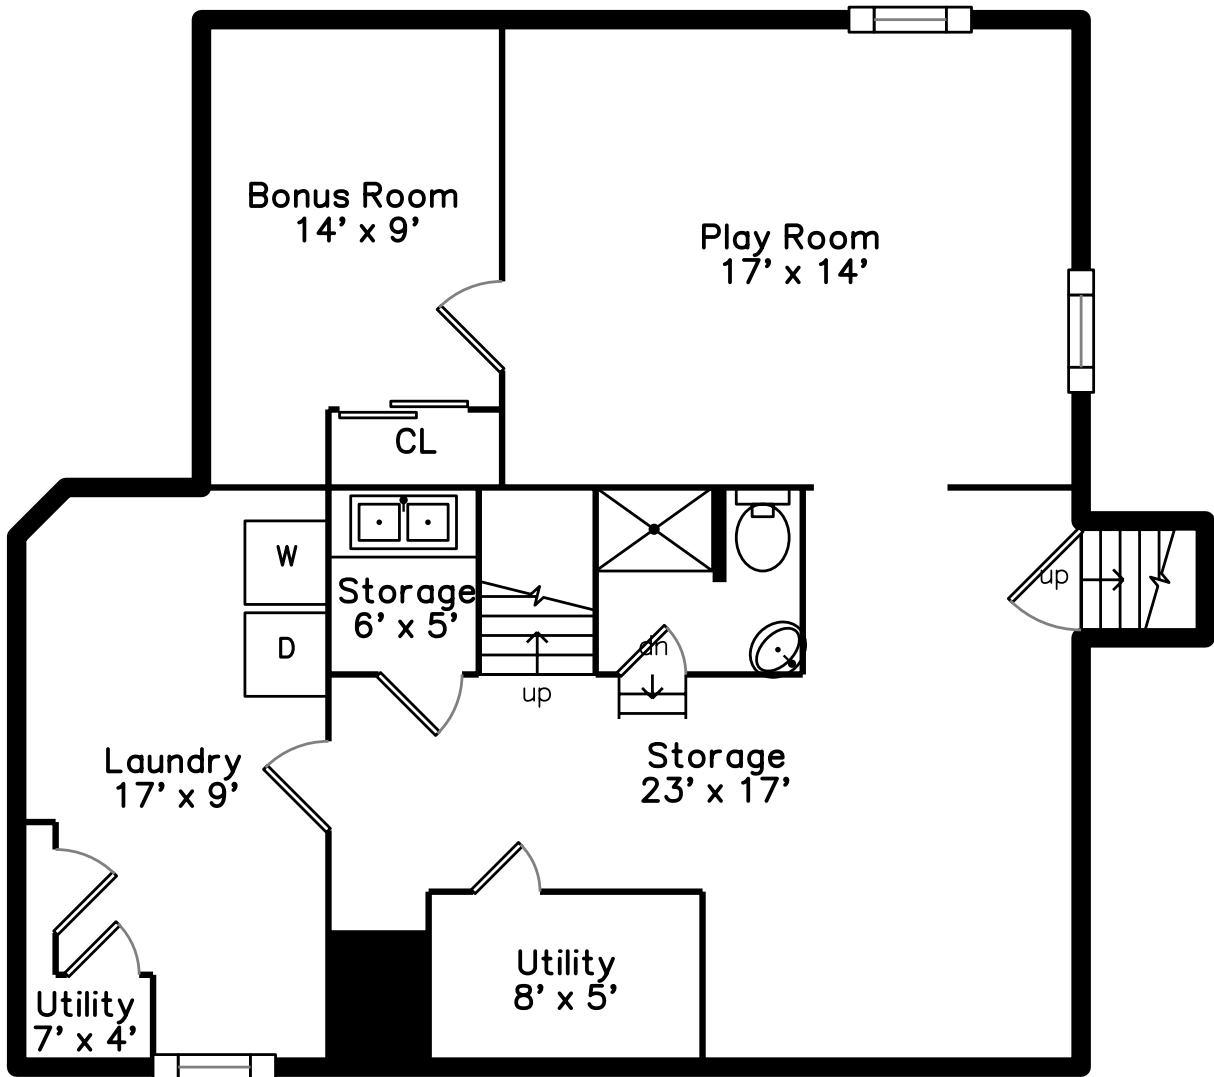 Bonus Room
14' x 9'
Play Room
17' x 14'
CL
W
Storage
6' x 5'
up
D
dn
up
Laundry
17' x 9'
Storage
23' x 17'
Utility
8' x 5'
Utility
7' x 4'